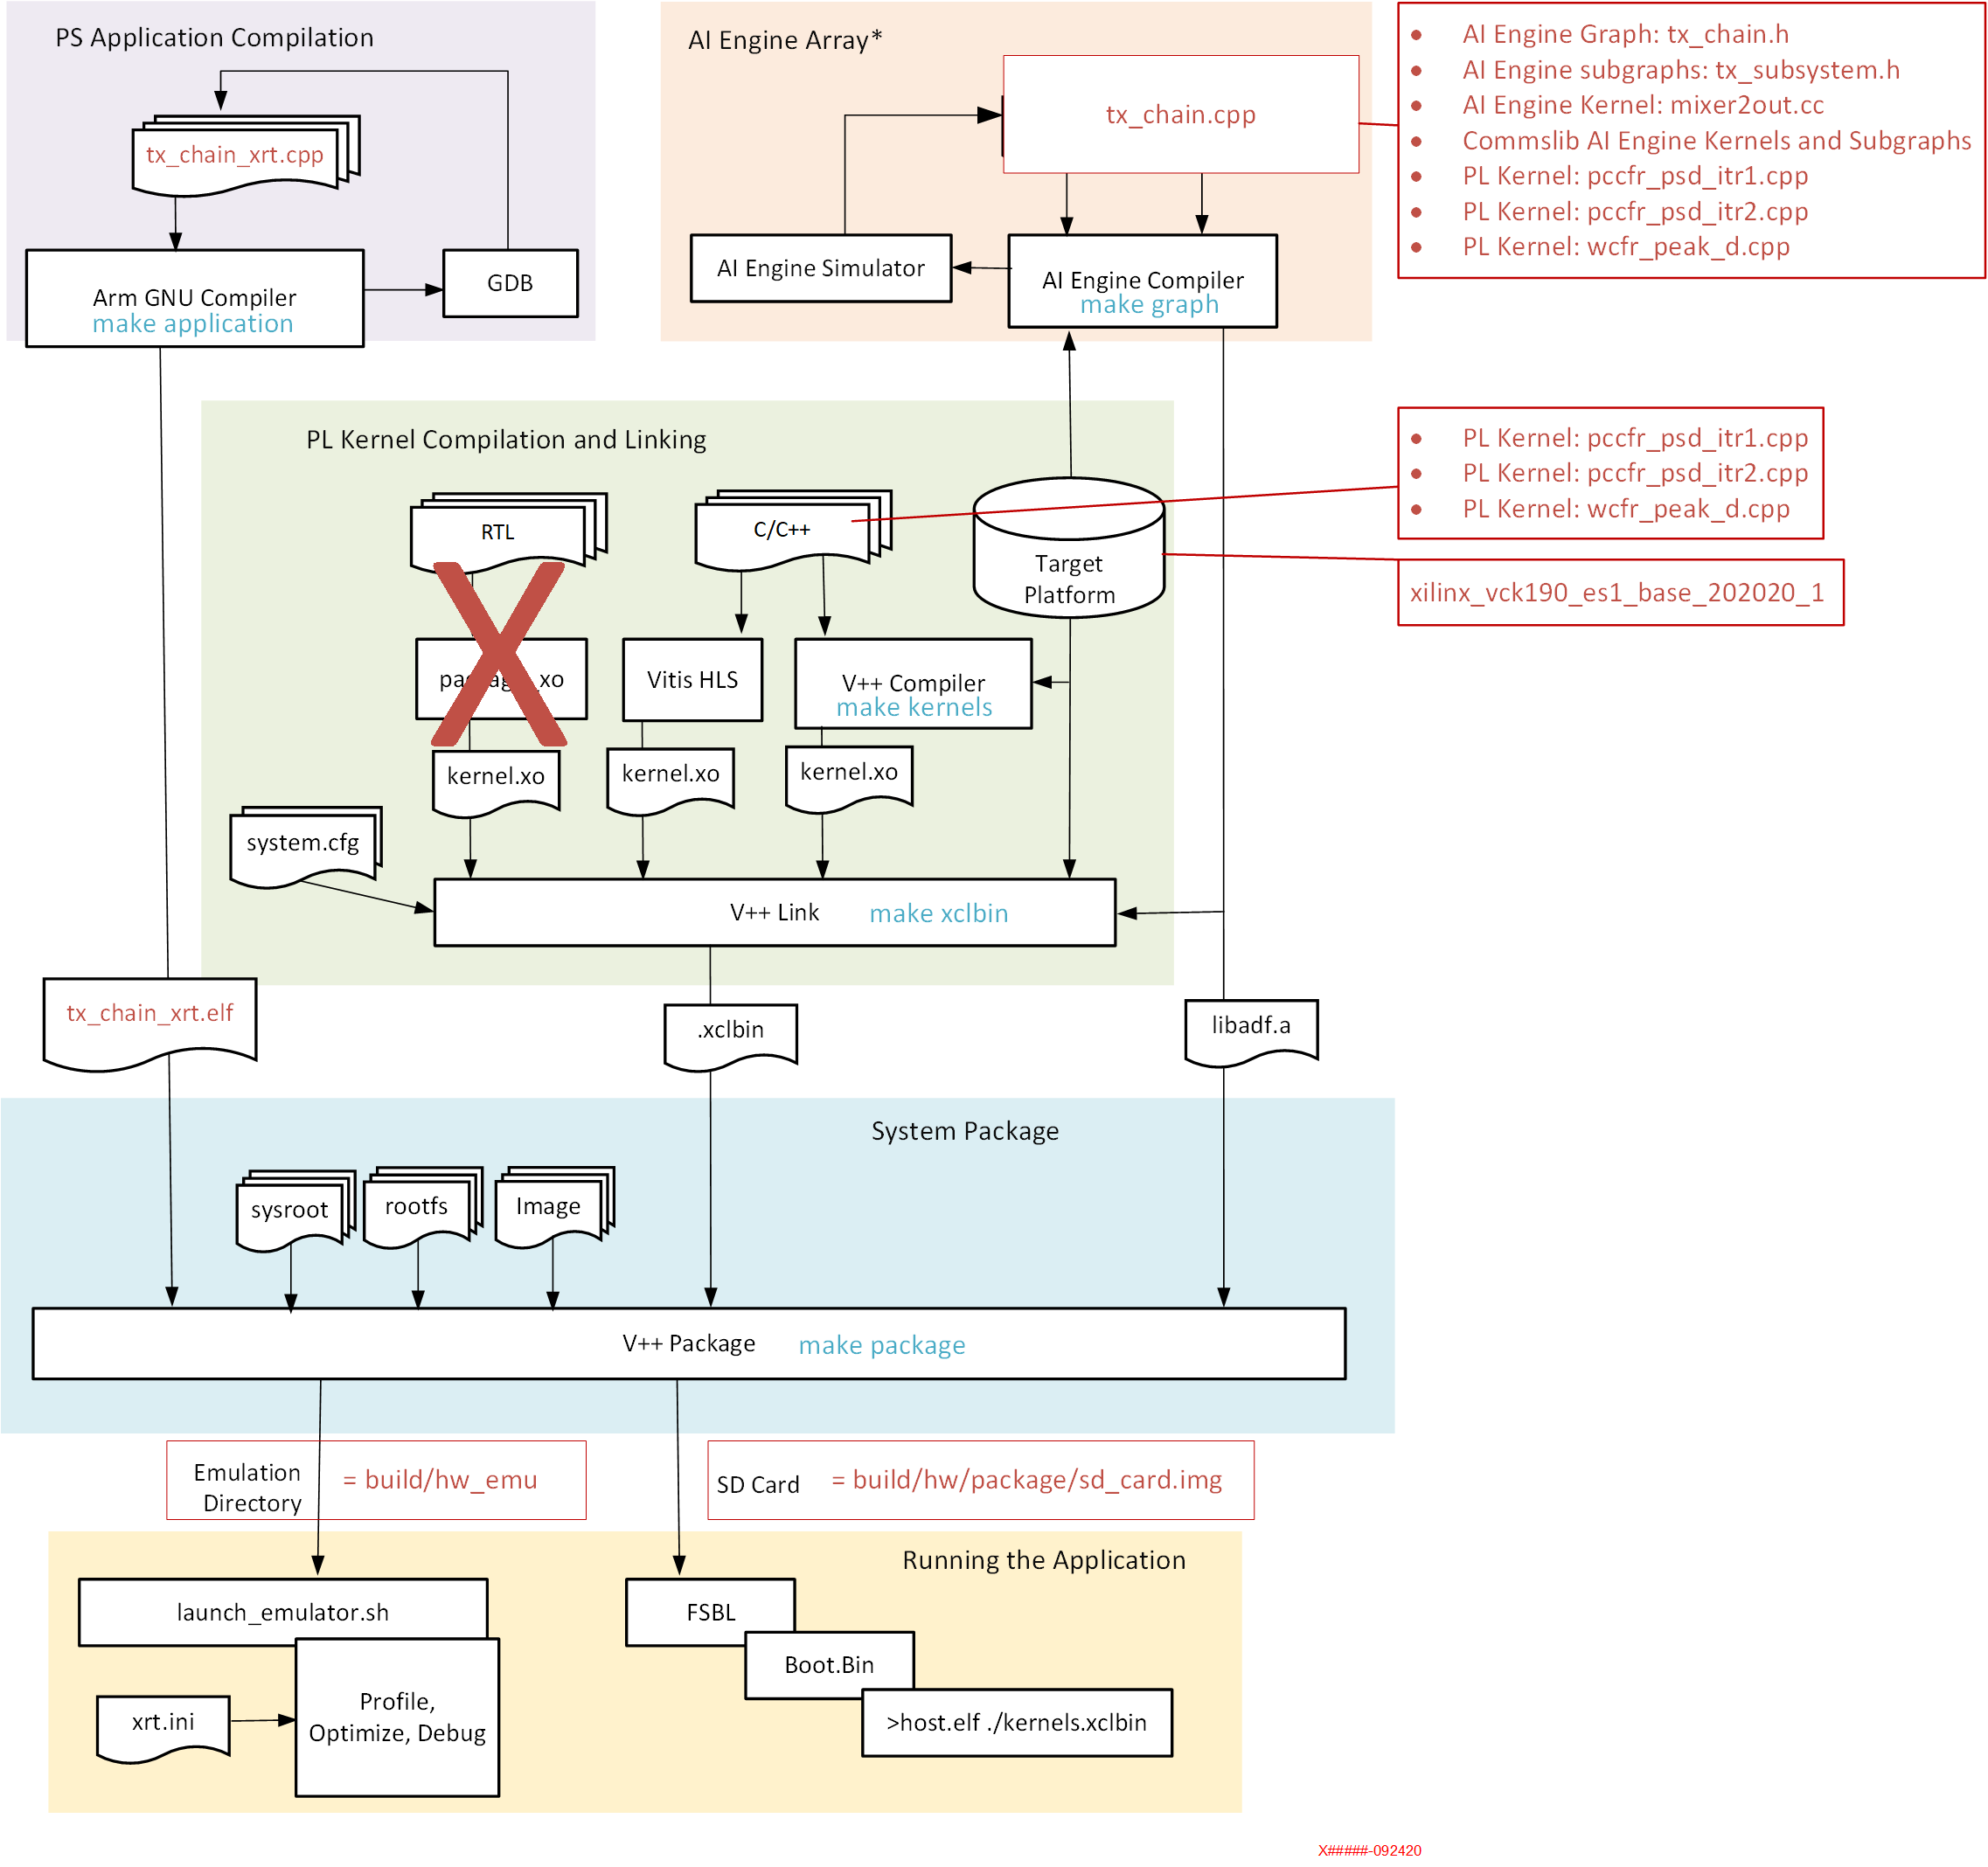 PS Application Compilation
tx_chain_xrt.cpp
Arm GNU Compiler
make application
GDB
AI Engine Array*
tx_chain.cpp
AI Engine Simulator
AI Engine Compiler
make graph
• AI Engine Graph: tx_chain.h
• AI Engine subgraphs: tx_subsystem.h
• AI Engine Kernel: mixer2out.cc
• Commslib AI Engine Kernels and Subgraphs
• PL Kernel: pccfr_psd_itr1.cpp
• PL Kernel: pccfr_psd_itr2.cpp
• PL Kernel: wcfr_peak_d.cpp
PL Kernel Compilation and Linking
RTL
C/C++
Target
Platform
• PL Kernel: pccfr_psd_itr1.cpp
• PL Kernel: pccfr_psd_itr2.cpp
• PL Kernel: wcfr_peak_d.cpp
xilinx_vck190_es1_base_202020_1
package_xo
Vitis HLS
V++ Compiler
make kernels
kernel.xo
kernel.xo
kernel.xo
system.cfg
V++ Link make xclbin
tx_chain_xrt.elf
.xclbin
libadf.a
System Package
sysroot
rootfs
Image
V++ Package make package
Emulation
Directory
= build/hw_emu
SD Card = build/hw/package/sd_card.img
Running the Application
launch_emulator.sh
xrt.ini
Profile,
Optimize, Debug
FSBL
Boot.Bin
>host.elf ./kernels.xclbin
X#####-092420